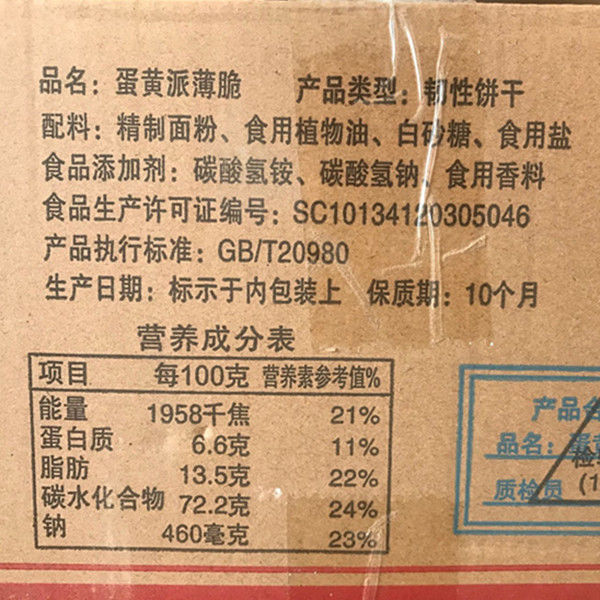 品名：蛋黄派薄脆 产品类型：韧性饼干
配料：精制面粉、食用植物油、白砂糖、食用盐
食品添加剂：碳酸氢铵、碳酸氢钠、食用香料
食品生产许可证编号：SC10134120305046
产品执行标准：GB/T20980
生产日期：标示于内包装上 保质期：10个月
营养成分表
项目 每100克 营养素参考值%
能量 1958千焦 21%
蛋白质 6.6克 11%
脂肪 13.5克 22%
碳水化合物 72.2克 24%
钠 460毫克 23%
产品合
品名：蛋黄
质检员
检
(1